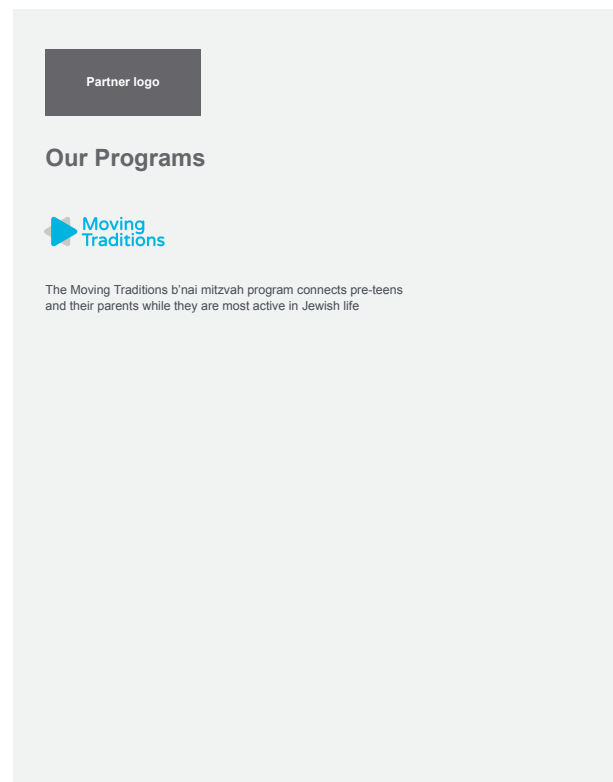 Partner logo
Our Programs
Moving
Traditions
The Moving Traditions b’nai mitzvah program connects pre-teens
and their parents while they are most active in Jewish life